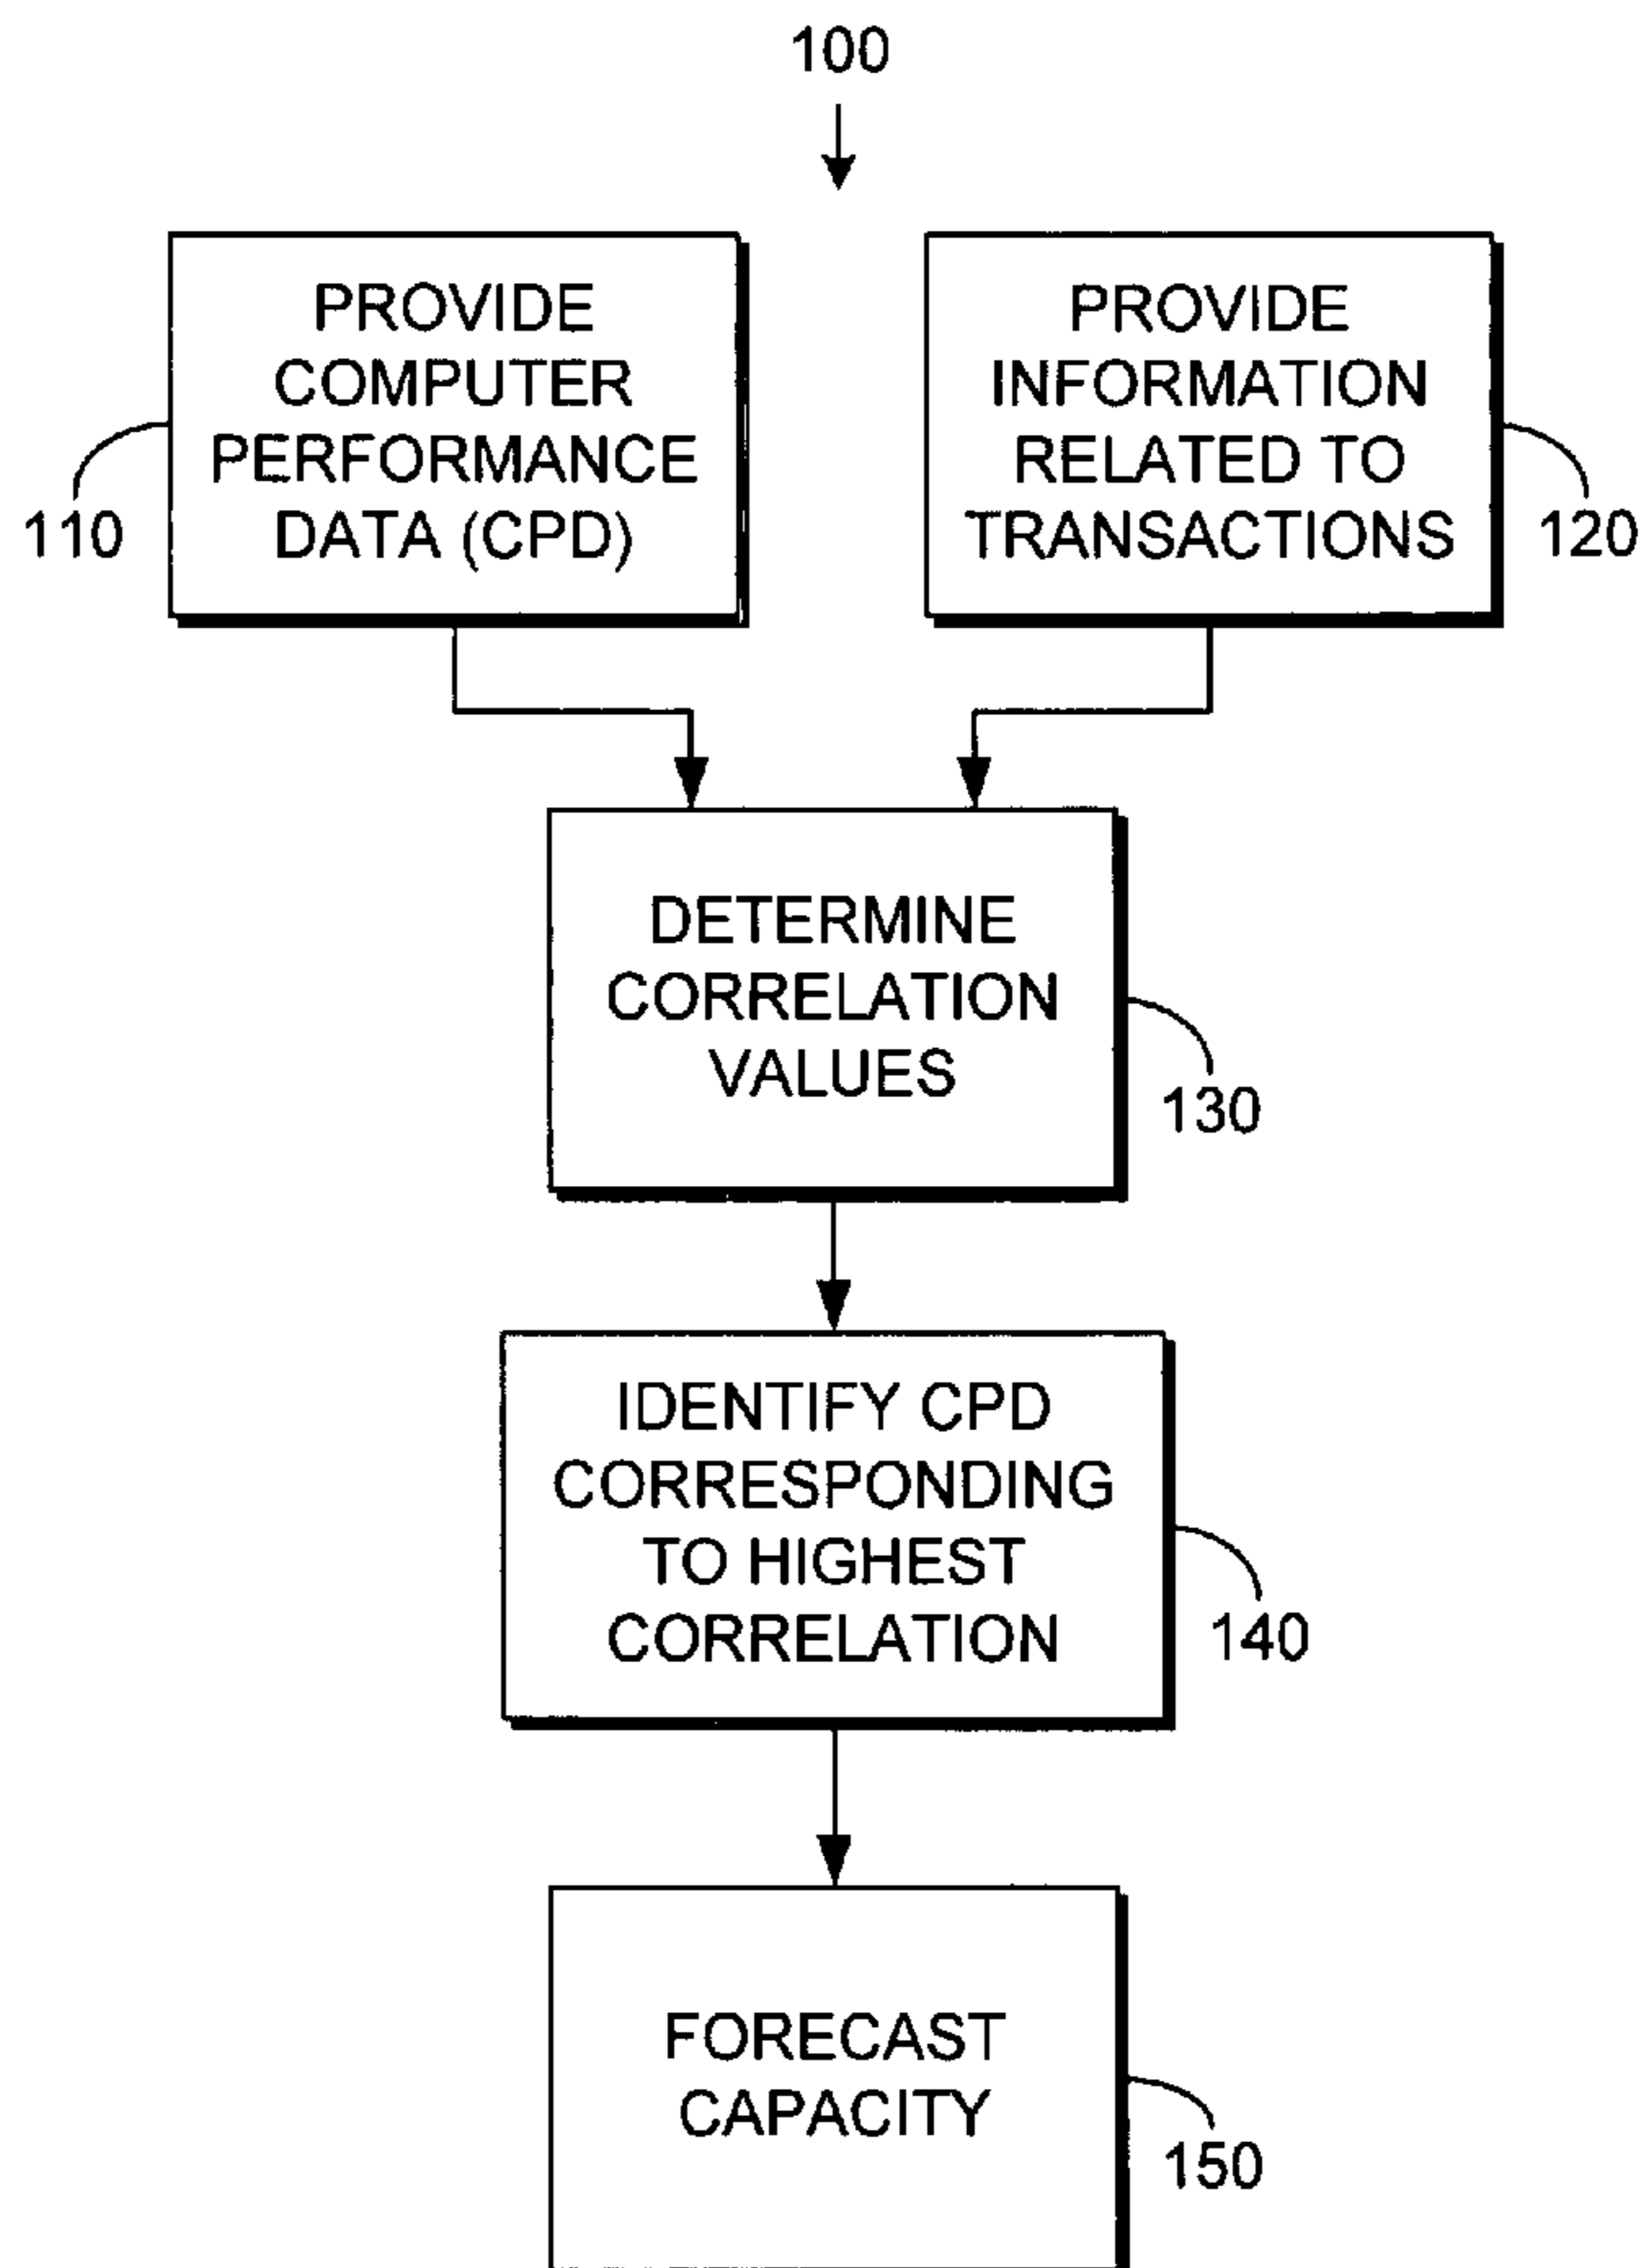 100
PROVIDE
COMPUTER
PERFORMANCE
DATA (CPD)
110
PROVIDE
INFORMATION
RELATED TO
TRANSACTIONS
120
DETERMINE
CORRELATION
VALUES
130
IDENTIFY CPD
CORRESPONDING
TO HIGHEST
CORRELATION
140
FORECAST
CAPACITY
150